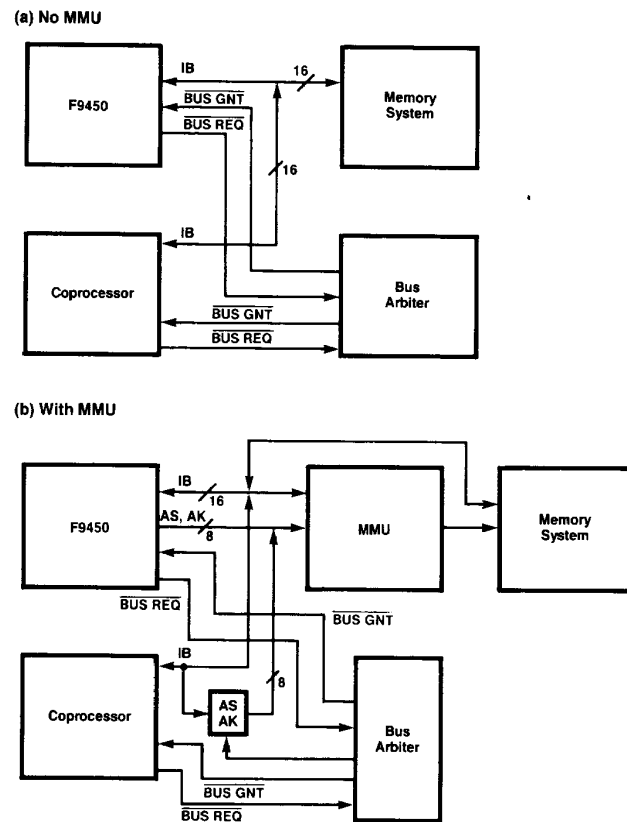 (a) No MMU
F9450
IB
16
Memory
System
BUS GNT
BUS REQ
16
IB
Coprocessor
Bus
Arbiter
BUS GNT
BUS REQ
(b) With MMU
F9450
IB
16
AS, AK
8
MMU
Memory
System
BUS REQ
BUS GNT
IB
8
Coprocessor
AS
AK
Bus
Arbiter
BUS GNT
BUS REQ